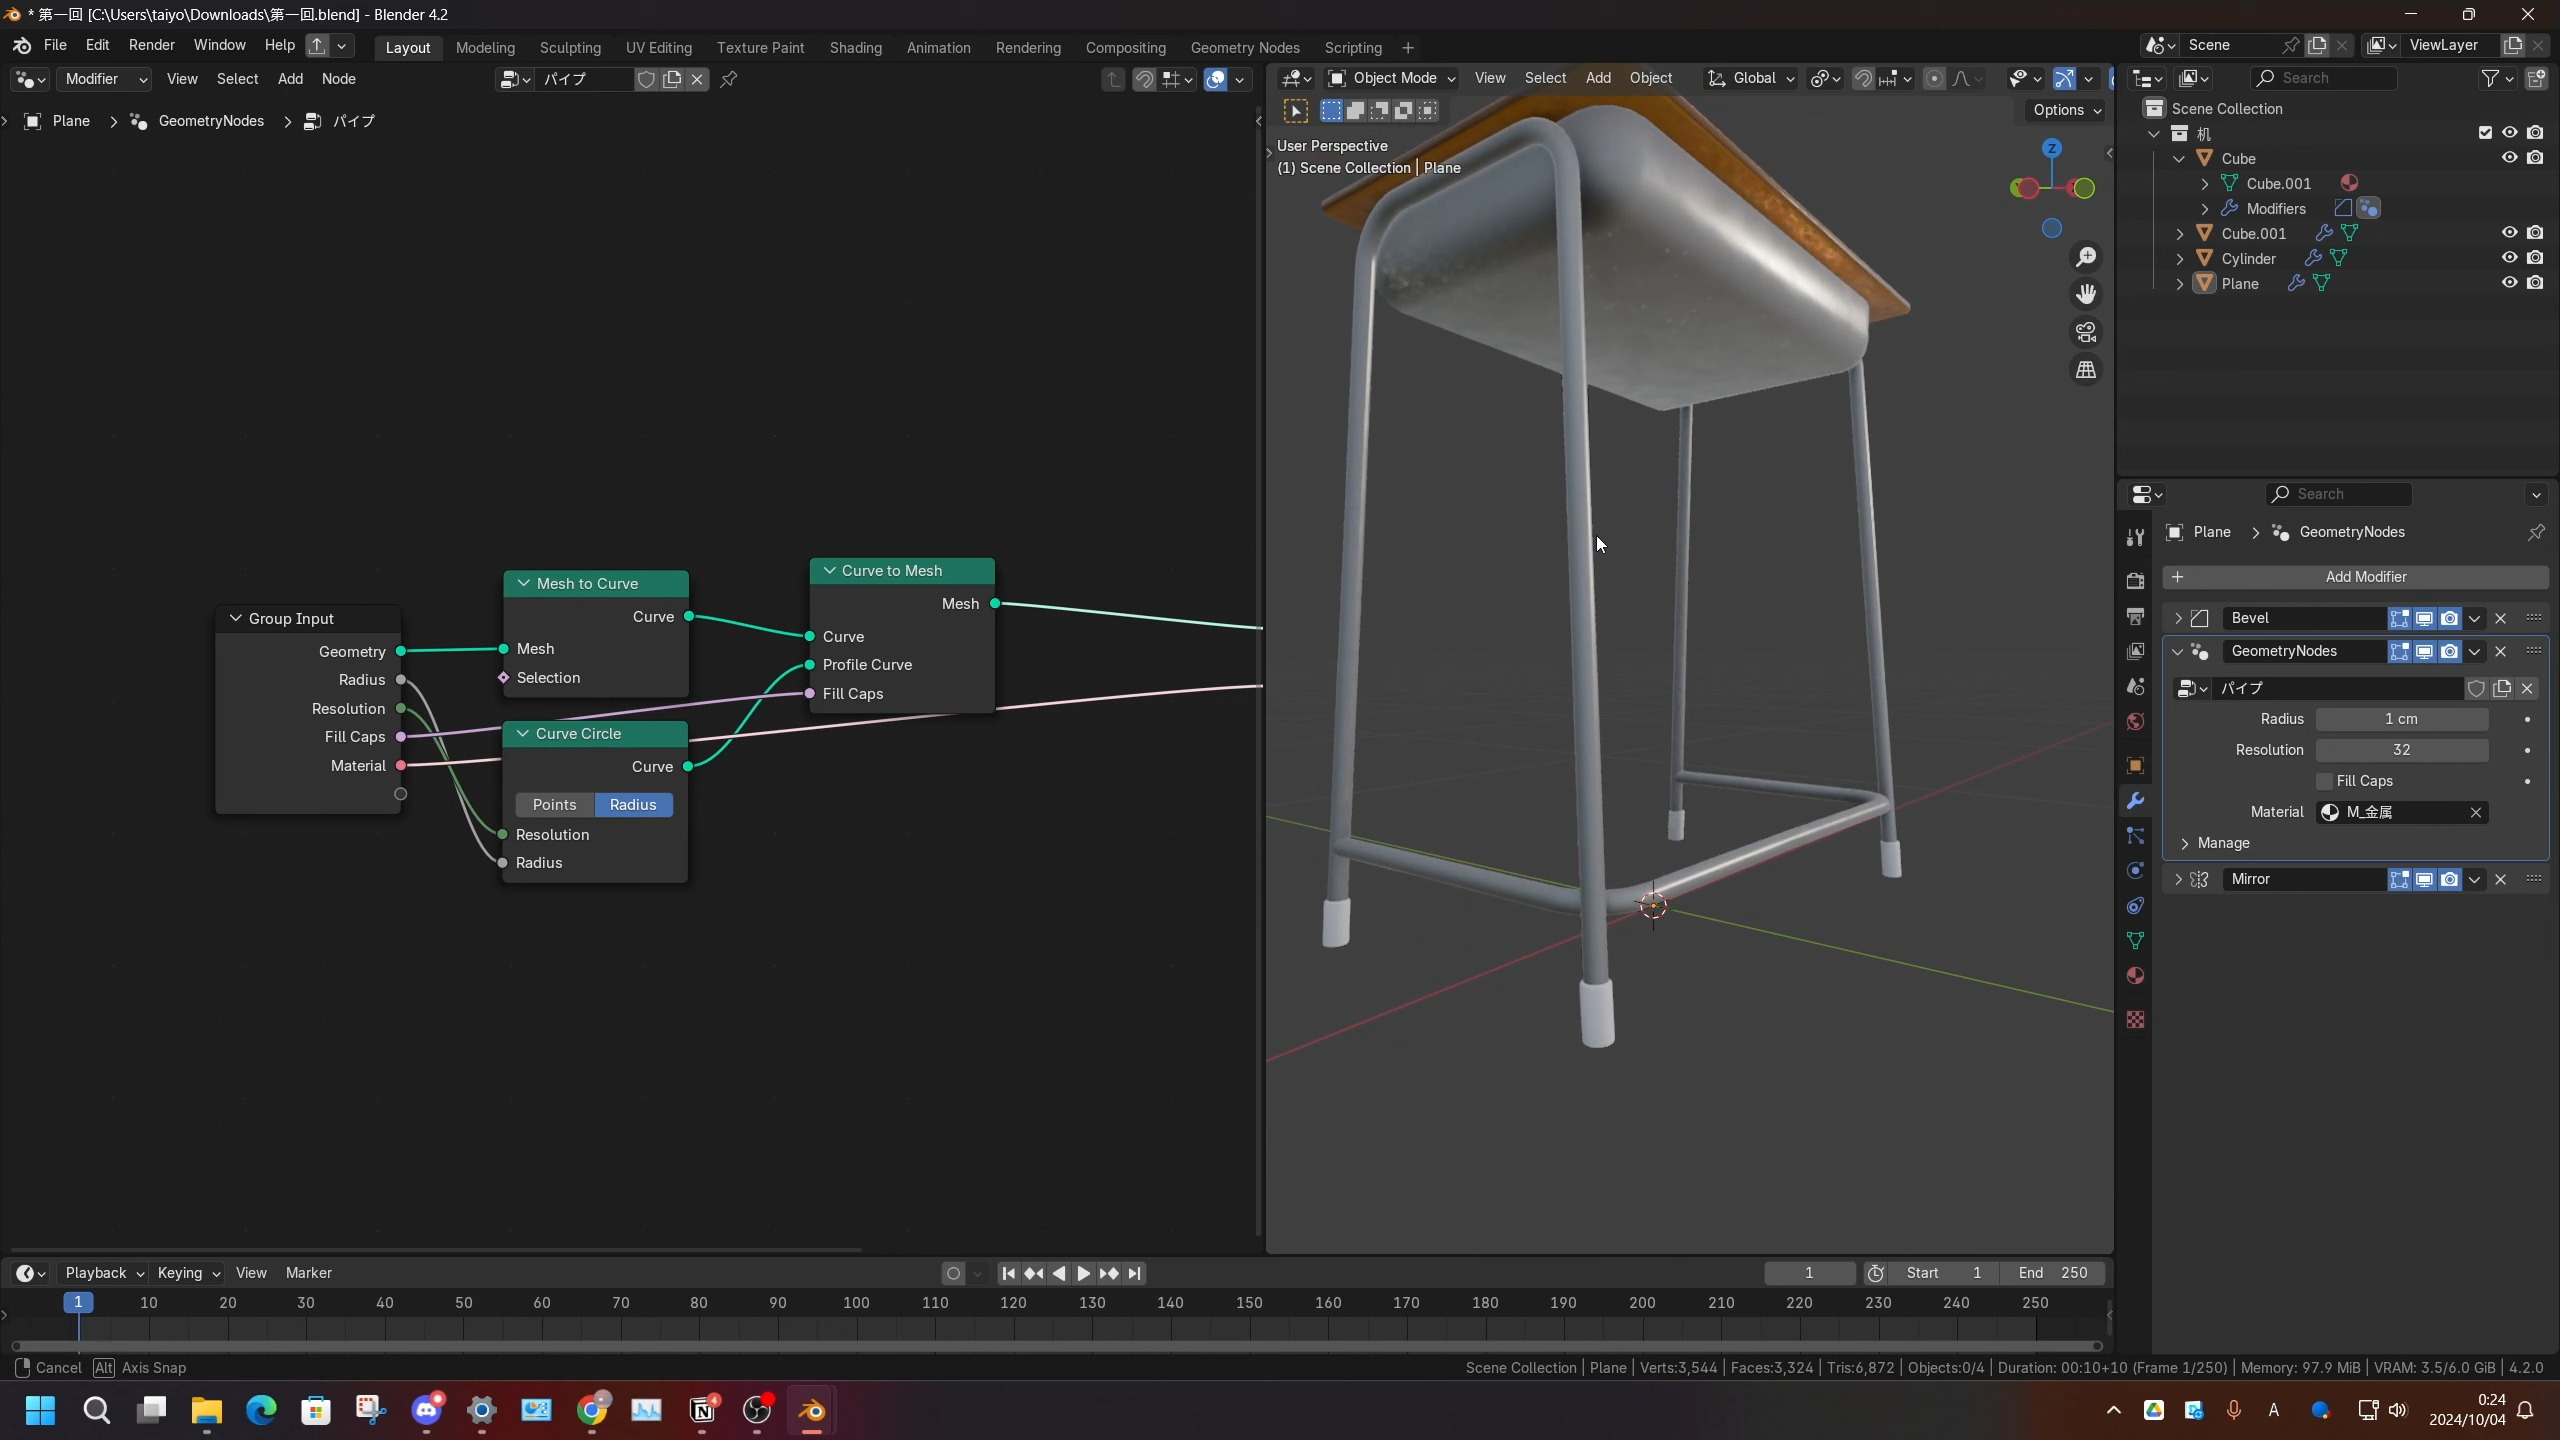 * 第一回 [C:\Users\taiyo\Downloads\第一回.blend] - Blender 4.2
File Edit Render Window Help Layout Modeling Sculpting UV Editing Texture Paint Shading Animation Rendering Compositing Geometry Nodes Scripting + Scene ViewLayer
Modifier View Select Add Node パイプ
Object Mode View Select Add Object Global
Search
Plane > GeometryNodes > パイプ
Options
User Perspective
(1) Scene Collection | Plane
Z
Scene Collection
机
Cube
Cube.001
Modifiers
Cube.001
Cylinder
Plane
Group Input
Geometry
Radius
Resolution
Fill Caps
Material
Mesh to Curve
Curve
Mesh
Selection
Curve Circle
Curve
Points Radius
Resolution
Radius
Curve to Mesh
Mesh
Curve
Profile Curve
Fill Caps
Search
Plane > GeometryNodes
+ Add Modifier
Bevel
GeometryNodes
パイプ
Radius 1 cm
Resolution 32
Fill Caps
Material M_金属
Manage
Mirror
Playback Keying View Marker 1 Start 1 End 250
1 10 20 30 40 50 60 70 80 90 100 110 120 130 140 150 160 170 180 190 200 210 220 230 240 250
Cancel Alt Axis Snap
Scene Collection | Plane | Verts:3,544 | Faces:3,324 | Tris:6,872 | Objects:0/4 | Duration: 00:10+10 (Frame 1/250) | Memory: 97.9 MiB | VRAM: 3.5/6.0 GiB | 4.2.0
4
A
0:24
2024/10/04